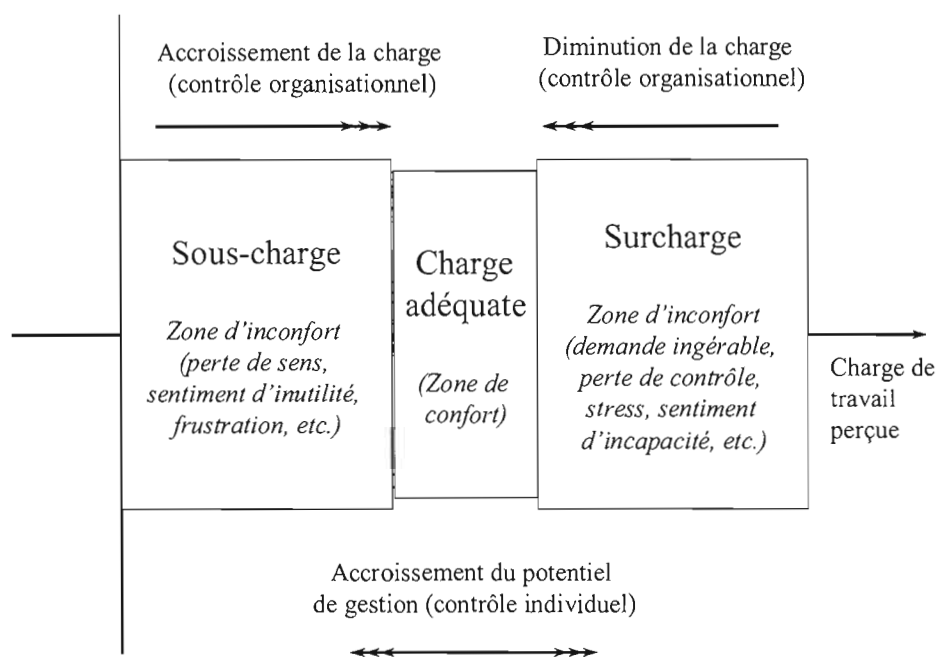 Accroissement de la charge
(contrôle organisationnel)
Diminution de la charge
(contrôle organisationnel)
Sous-charge
Zone d'inconfort
(perte de sens,
sentiment d'inutilité,
frustration, etc.)
Charge
adéquate
(Zone de
confort)
Surcharge
Zone d'inconfort
(demande ingérable,
perte de contrôle,
stress, sentiment
d'incapacité, etc.)
Charge de
travail
perçue
Accroissement du potentiel
de gestion (contrôle individuel)